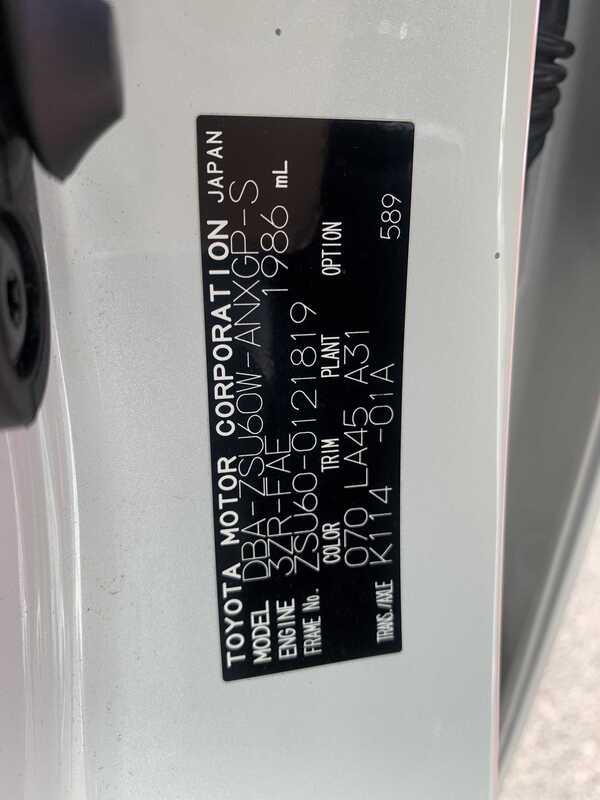 TOYOTA MOTOR CORPORATION JAPAN
MODEL DBA-ZSU60W-ANXGP-S
ENGINE 3ZR-FAE 1986 mL
FRAME No. ZSU60-0121819
COLOR TRIM PLANT OPTION
070 LA45 A31 589
TRANS./AXLE K114 -01A